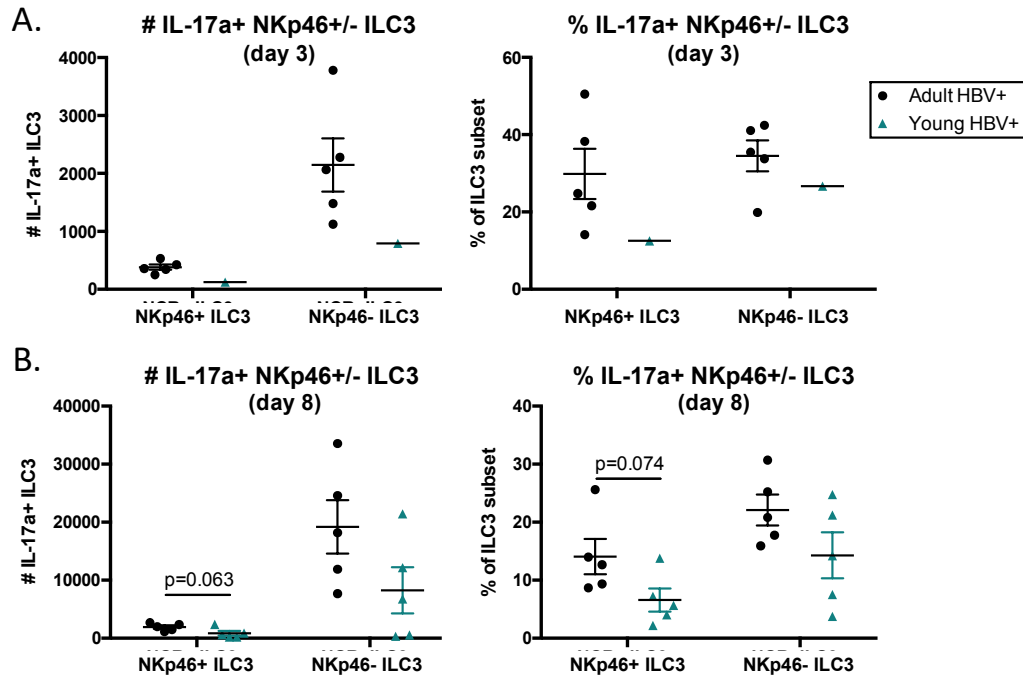 A.
# IL-17a+ NKp46+/- ILC3
(day 3)
# IL-17a+ ILC3
4000
3000
2000
1000
0
NKp46+ ILC3
NKp46- ILC3
% IL-17a+ NKp46+/- ILC3
(day 3)
% of ILC3 subset
60
40
20
0
NKp46+ ILC3
NKp46- ILC3
Adult HBV+
Young HBV+
B.
# IL-17a+ NKp46+/- ILC3
(day 8)
# IL-17a+ ILC3
40000
30000
20000
10000
0
p=0.063
NKp46+ ILC3
NKp46- ILC3
% IL-17a+ NKp46+/- ILC3
(day 8)
% of ILC3 subset
40
30
20
10
0
p=0.074
NKp46+ ILC3
NKp46- ILC3